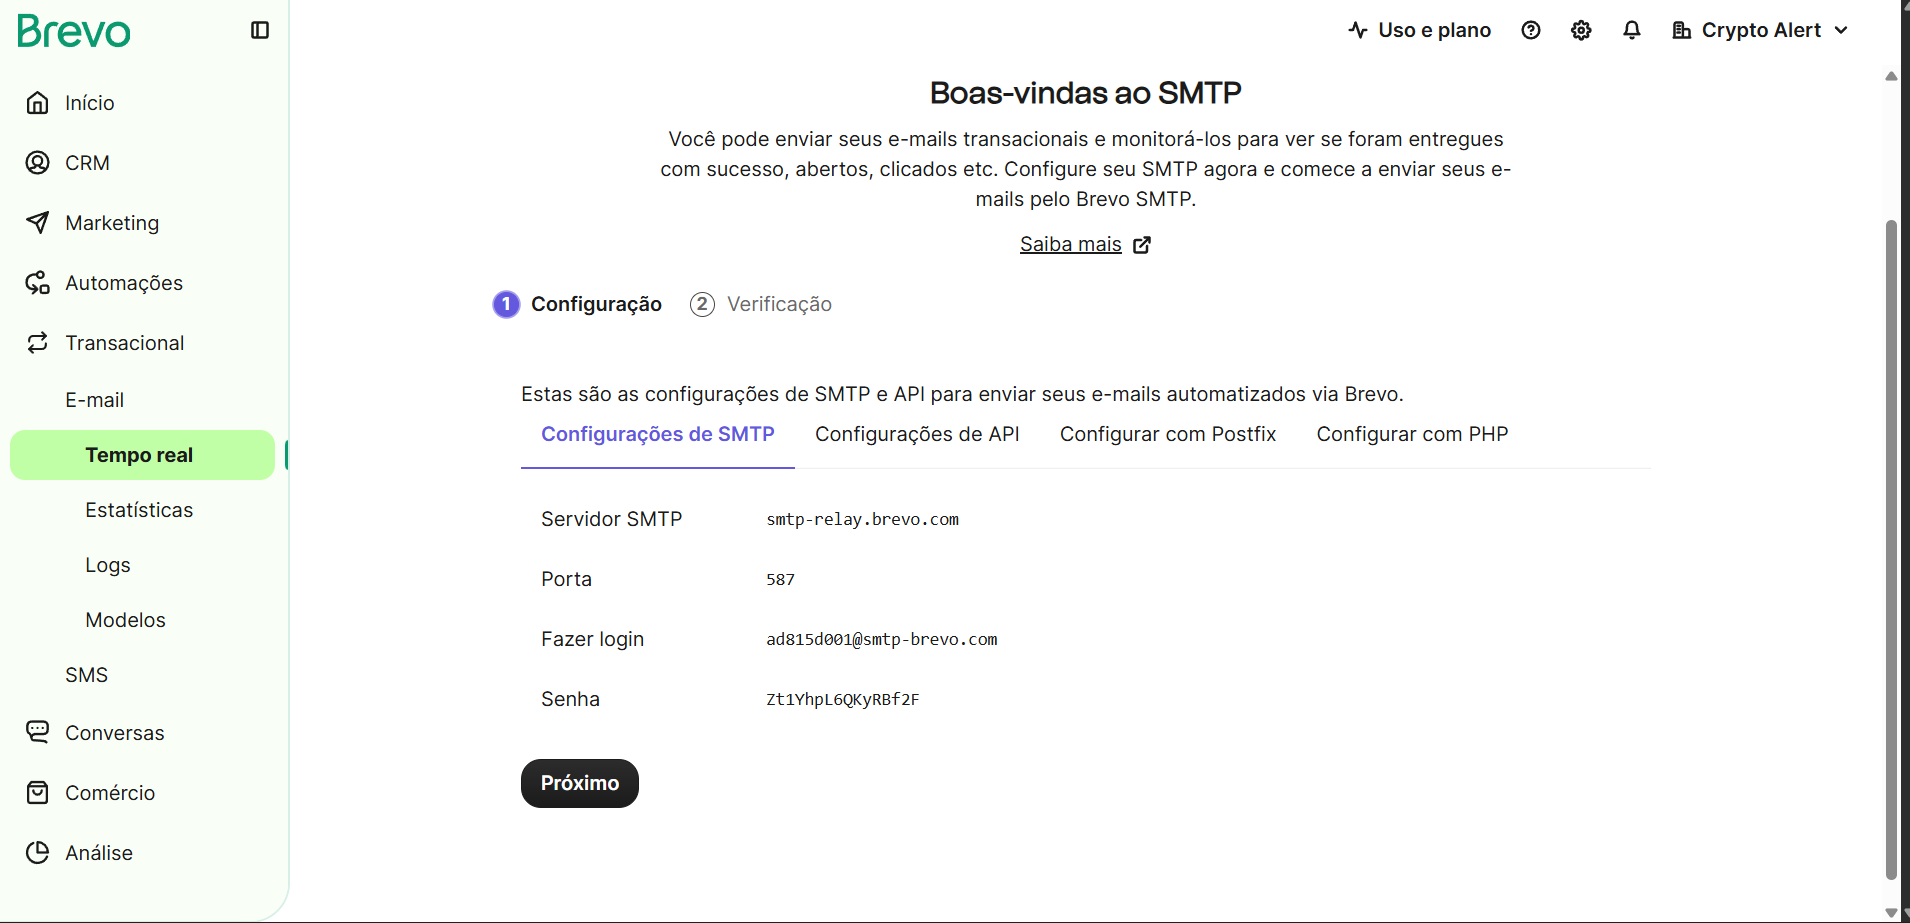 Brevo
Uso e plano
Crypto Alert
Início
CRM
Marketing
Automações
Transacional
E-mail
Tempo real
Estatísticas
Logs
Modelos
SMS
Conversas
Comércio
Análise
Boas-vindas ao SMTP
Você pode enviar seus e-mails transacionais e monitorá-los para ver se foram entregues
com sucesso, abertos, clicados etc. Configure seu SMTP agora e comece a enviar seus e-
mails pelo Brevo SMTP.
Saiba mais
1 Configuração 2 Verificação
Estas são as configurações de SMTP e API para enviar seus e-mails automatizados via Brevo.
Configurações de SMTP Configurações de API Configurar com Postfix Configurar com PHP
Servidor SMTP smtp-relay.brevo.com
Porta 587
Fazer login ad815d001@smtp-brevo.com
Senha Zt1YhpL6QKyRBf2F
Próximo